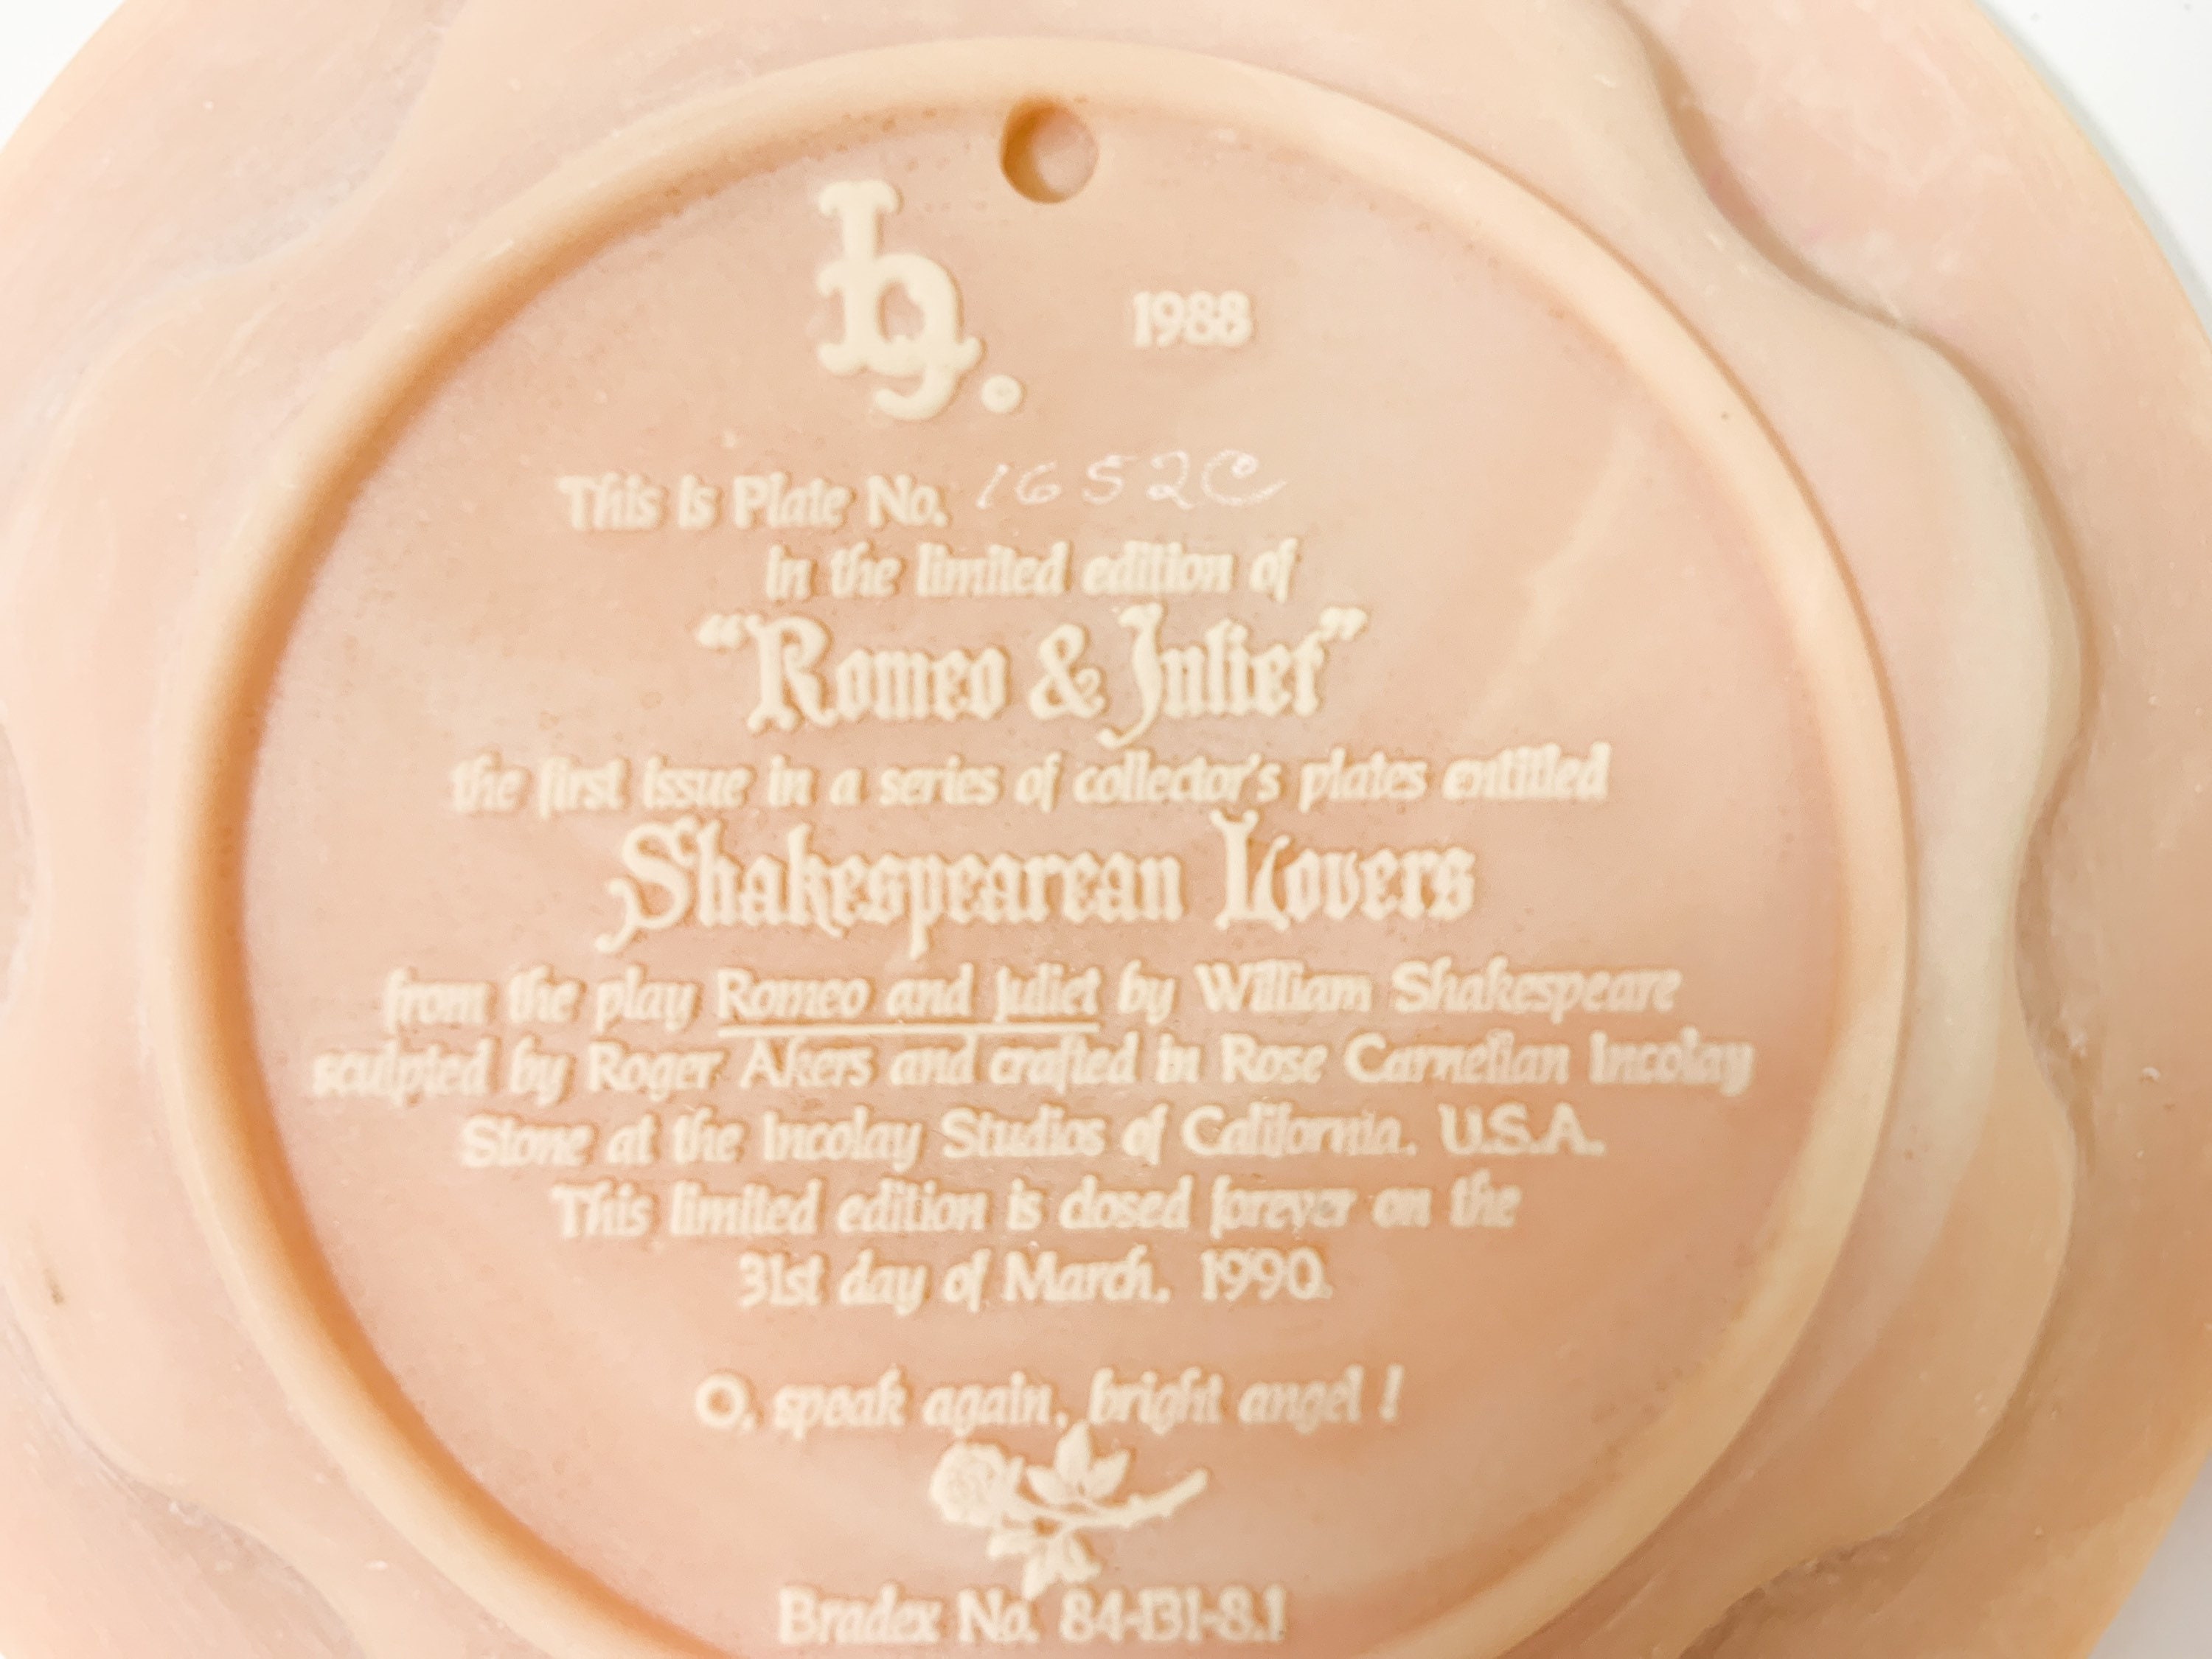 1988
This is Plate No. 1652C
in the limited edition of
"Romeo & Juliet"
the first issue in a series of collector's plates entitled
Shakespearean Lovers
from the play Romeo and Juliet by William Shakespeare
sculpted by Roger Akers and crafted in Rose Carnelian Incolay
Stone at the Incolay Studios of California, U.S.A.
This limited edition is closed forever on the
31st day of March, 1990.
O, speak again, bright angel!
Bradex No. 84-B1-8.1